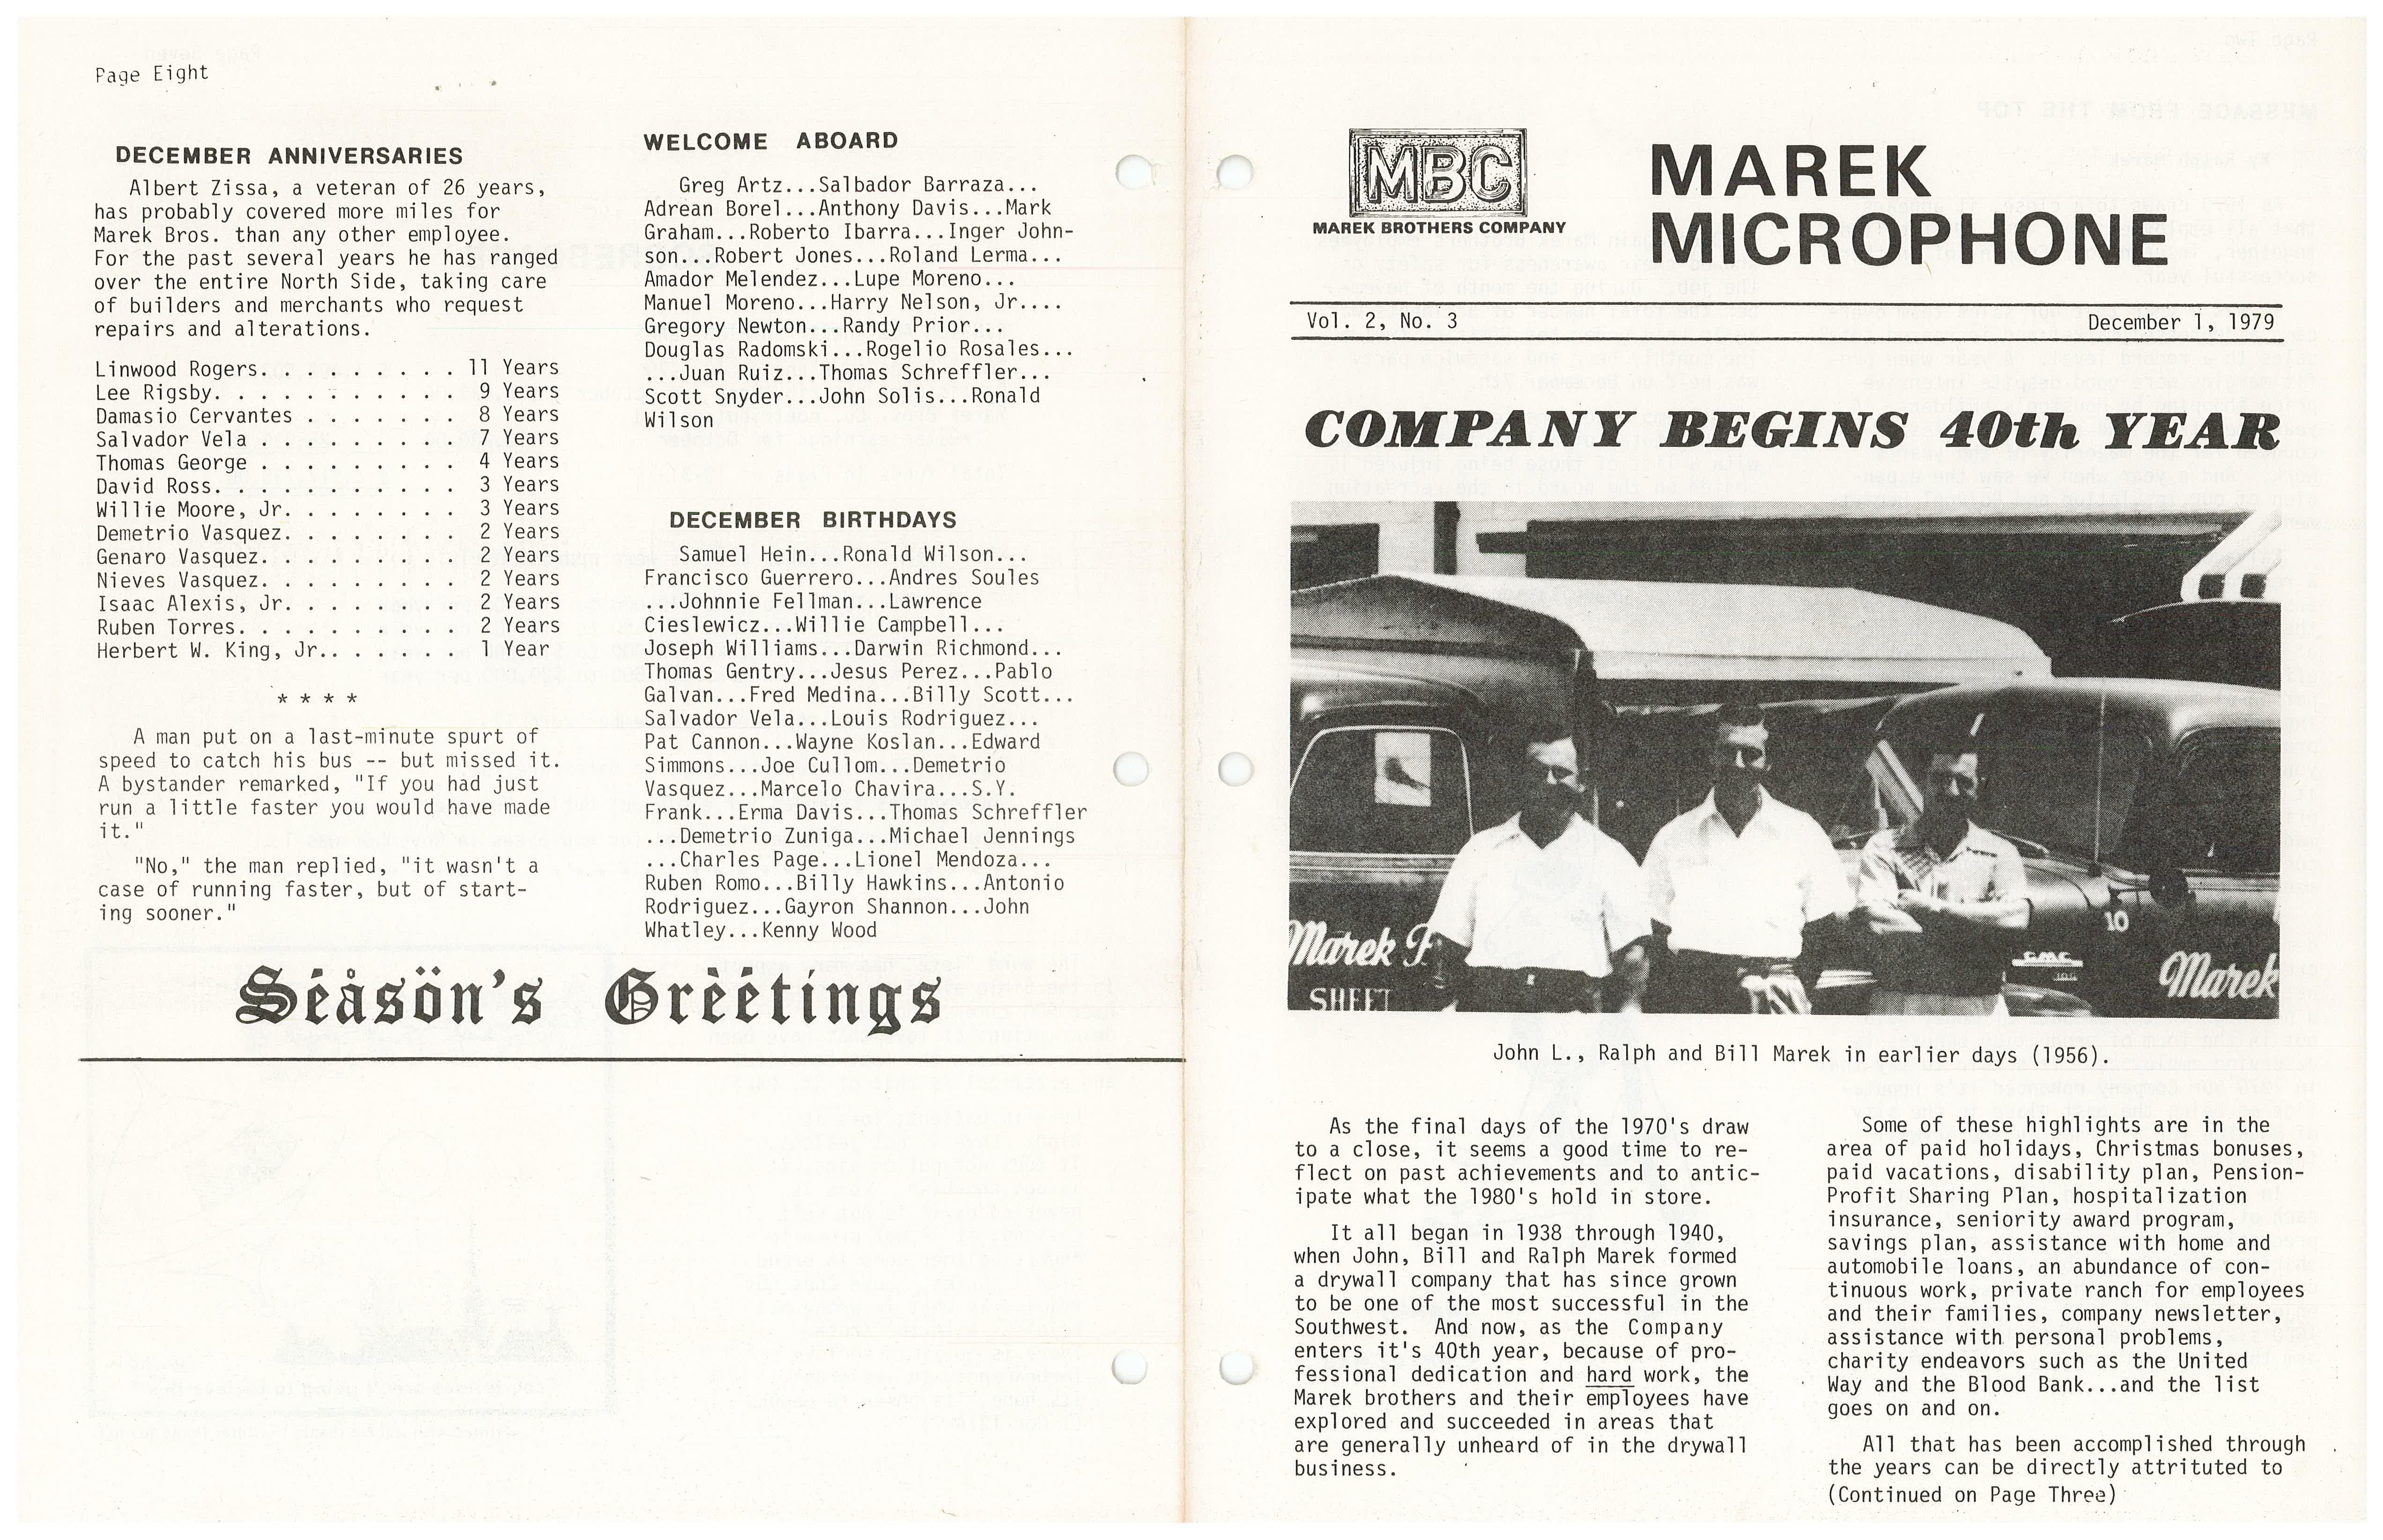 Page Eight
DECEMBER ANNIVERSARIES
Albert Zissa, a veteran of 26 years,
has probably covered more miles for
Marek Bros. than any other employee.
For the past several years he has ranged
over the entire North Side, taking care
of builders and merchants who request
repairs and alterations.
Linwood Rogers. . . . . . . . . . 11 Years
Lee Rigsby. . . . . . . . . . . 9 Years
Damasio Cervantes . . . . . . . . 8 Years
Salvador Vela . . . . . . . . . 7 Years
Thomas George . . . . . . . . . 4 Years
David Ross. . . . . . . . . . . 3 Years
Willie Moore, Jr. . . . . . . . 3 Years
Demetrio Vasquez. . . . . . . . 2 Years
Genaro Vasquez. . . . . . . . . 2 Years
Nieves Vasquez. . . . . . . . . 2 Years
Isaac Alexis, Jr. . . . . . . . 2 Years
Ruben Torres. . . . . . . . . . 2 Years
Herbert W. King, Jr.. . . . . . 1 Year
* * * *
A man put on a last-minute spurt of
speed to catch his bus -- but missed it.
A bystander remarked, "If you had just
run a little faster you would have made
it."
"No," the man replied, "it wasn't a
case of running faster, but of start-
ing sooner."
WELCOME ABOARD
Greg Artz...Salbador Barraza...
Adrean Borel...Anthony Davis...Mark
Graham...Roberto Ibarra...Inger John-
son...Robert Jones...Roland Lerma...
Amador Melendez...Lupe Moreno...
Manuel Moreno...Harry Nelson, Jr....
Gregory Newton...Randy Prior...
Douglas Radomski...Rogelio Rosales...
...Juan Ruiz...Thomas Schreffler...
Scott Snyder...John Solis...Ronald
Wilson
DECEMBER BIRTHDAYS
Samuel Hein...Ronald Wilson...
Francisco Guerrero...Andres Soules
...Johnnie Fellman...Lawrence
Cieslewicz...Willie Campbell...
Joseph Williams...Darwin Richmond...
Thomas Gentry...Jesus Perez...Pablo
Galvan...Fred Medina...Billy Scott...
Salvador Vela...Louis Rodriguez...
Pat Cannon...Wayne Koslan...Edward
Simmons...Joe Cullom...Demetrio
Vasquez...Marcelo Chavira...S.Y.
Frank...Erma Davis...Thomas Schreffler
...Demetrio Zuniga...Michael Jennings
...Charles Page...Lionel Mendoza...
Ruben Romo...Billy Hawkins...Antonio
Rodriguez...Gayron Shannon...John
Whatley...Kenny Wood
Séåsön's Grèétings
MBC
MAREK BROTHERS COMPANY
MAREK
MICROPHONE
Vol. 2, No. 3 December 1, 1979
COMPANY BEGINS 40th YEAR
10
GMC
Marek
Marek
SHEET
John L., Ralph and Bill Marek in earlier days (1956).
As the final days of the 1970's draw
to a close, it seems a good time to re-
flect on past achievements and to antic-
ipate what the 1980's hold in store.
It all began in 1938 through 1940,
when John, Bill and Ralph Marek formed
a drywall company that has since grown
to be one of the most successful in the
Southwest. And now, as the Company
enters it's 40th year, because of pro-
fessional dedication and hard work, the
Marek brothers and their employees have
explored and succeeded in areas that
are generally unheard of in the drywall
business.
Some of these highlights are in the
area of paid holidays, Christmas bonuses,
paid vacations, disability plan, Pension-
Profit Sharing Plan, hospitalization
insurance, seniority award program,
savings plan, assistance with home and
automobile loans, an abundance of con-
tinuous work, private ranch for employees
and their families, company newsletter,
assistance with personal problems,
charity endeavors such as the United
Way and the Blood Bank...and the list
goes on and on.
All that has been accomplished through
the years can be directly attrituted to
(Continued on Page Three)